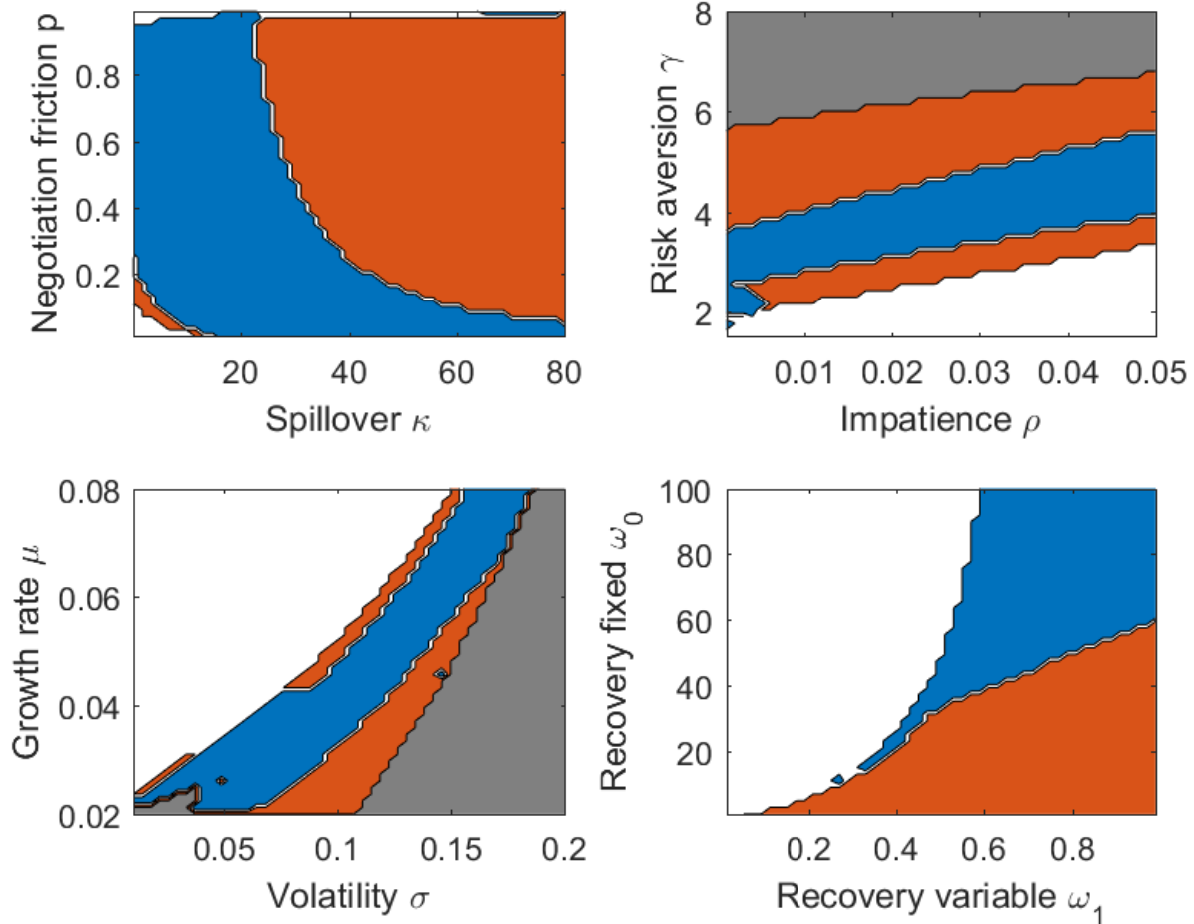 Negotiation friction p
0.8
0.6
0.4
0.2
20 40 60 80
Spillover κ
Risk aversion γ
8
6
4
2
0.01 0.02 0.03 0.04 0.05
Impatience ρ
Growth rate μ
0.08
0.06
0.04
0.02
0.05 0.1 0.15 0.2
Volatility σ
Recovery fixed ω₀
100
80
60
40
20
0.2 0.4 0.6 0.8
Recovery variable ω₁